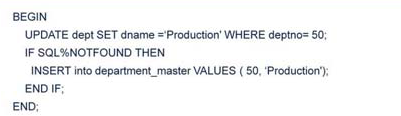 BEGIN
UPDATE dept SET dname =‘Production' WHERE deptno= 50;
IF SQL%NOTFOUND THEN
INSERT into department_master VALUES ( 50, ‘Production');
END IF;
END;